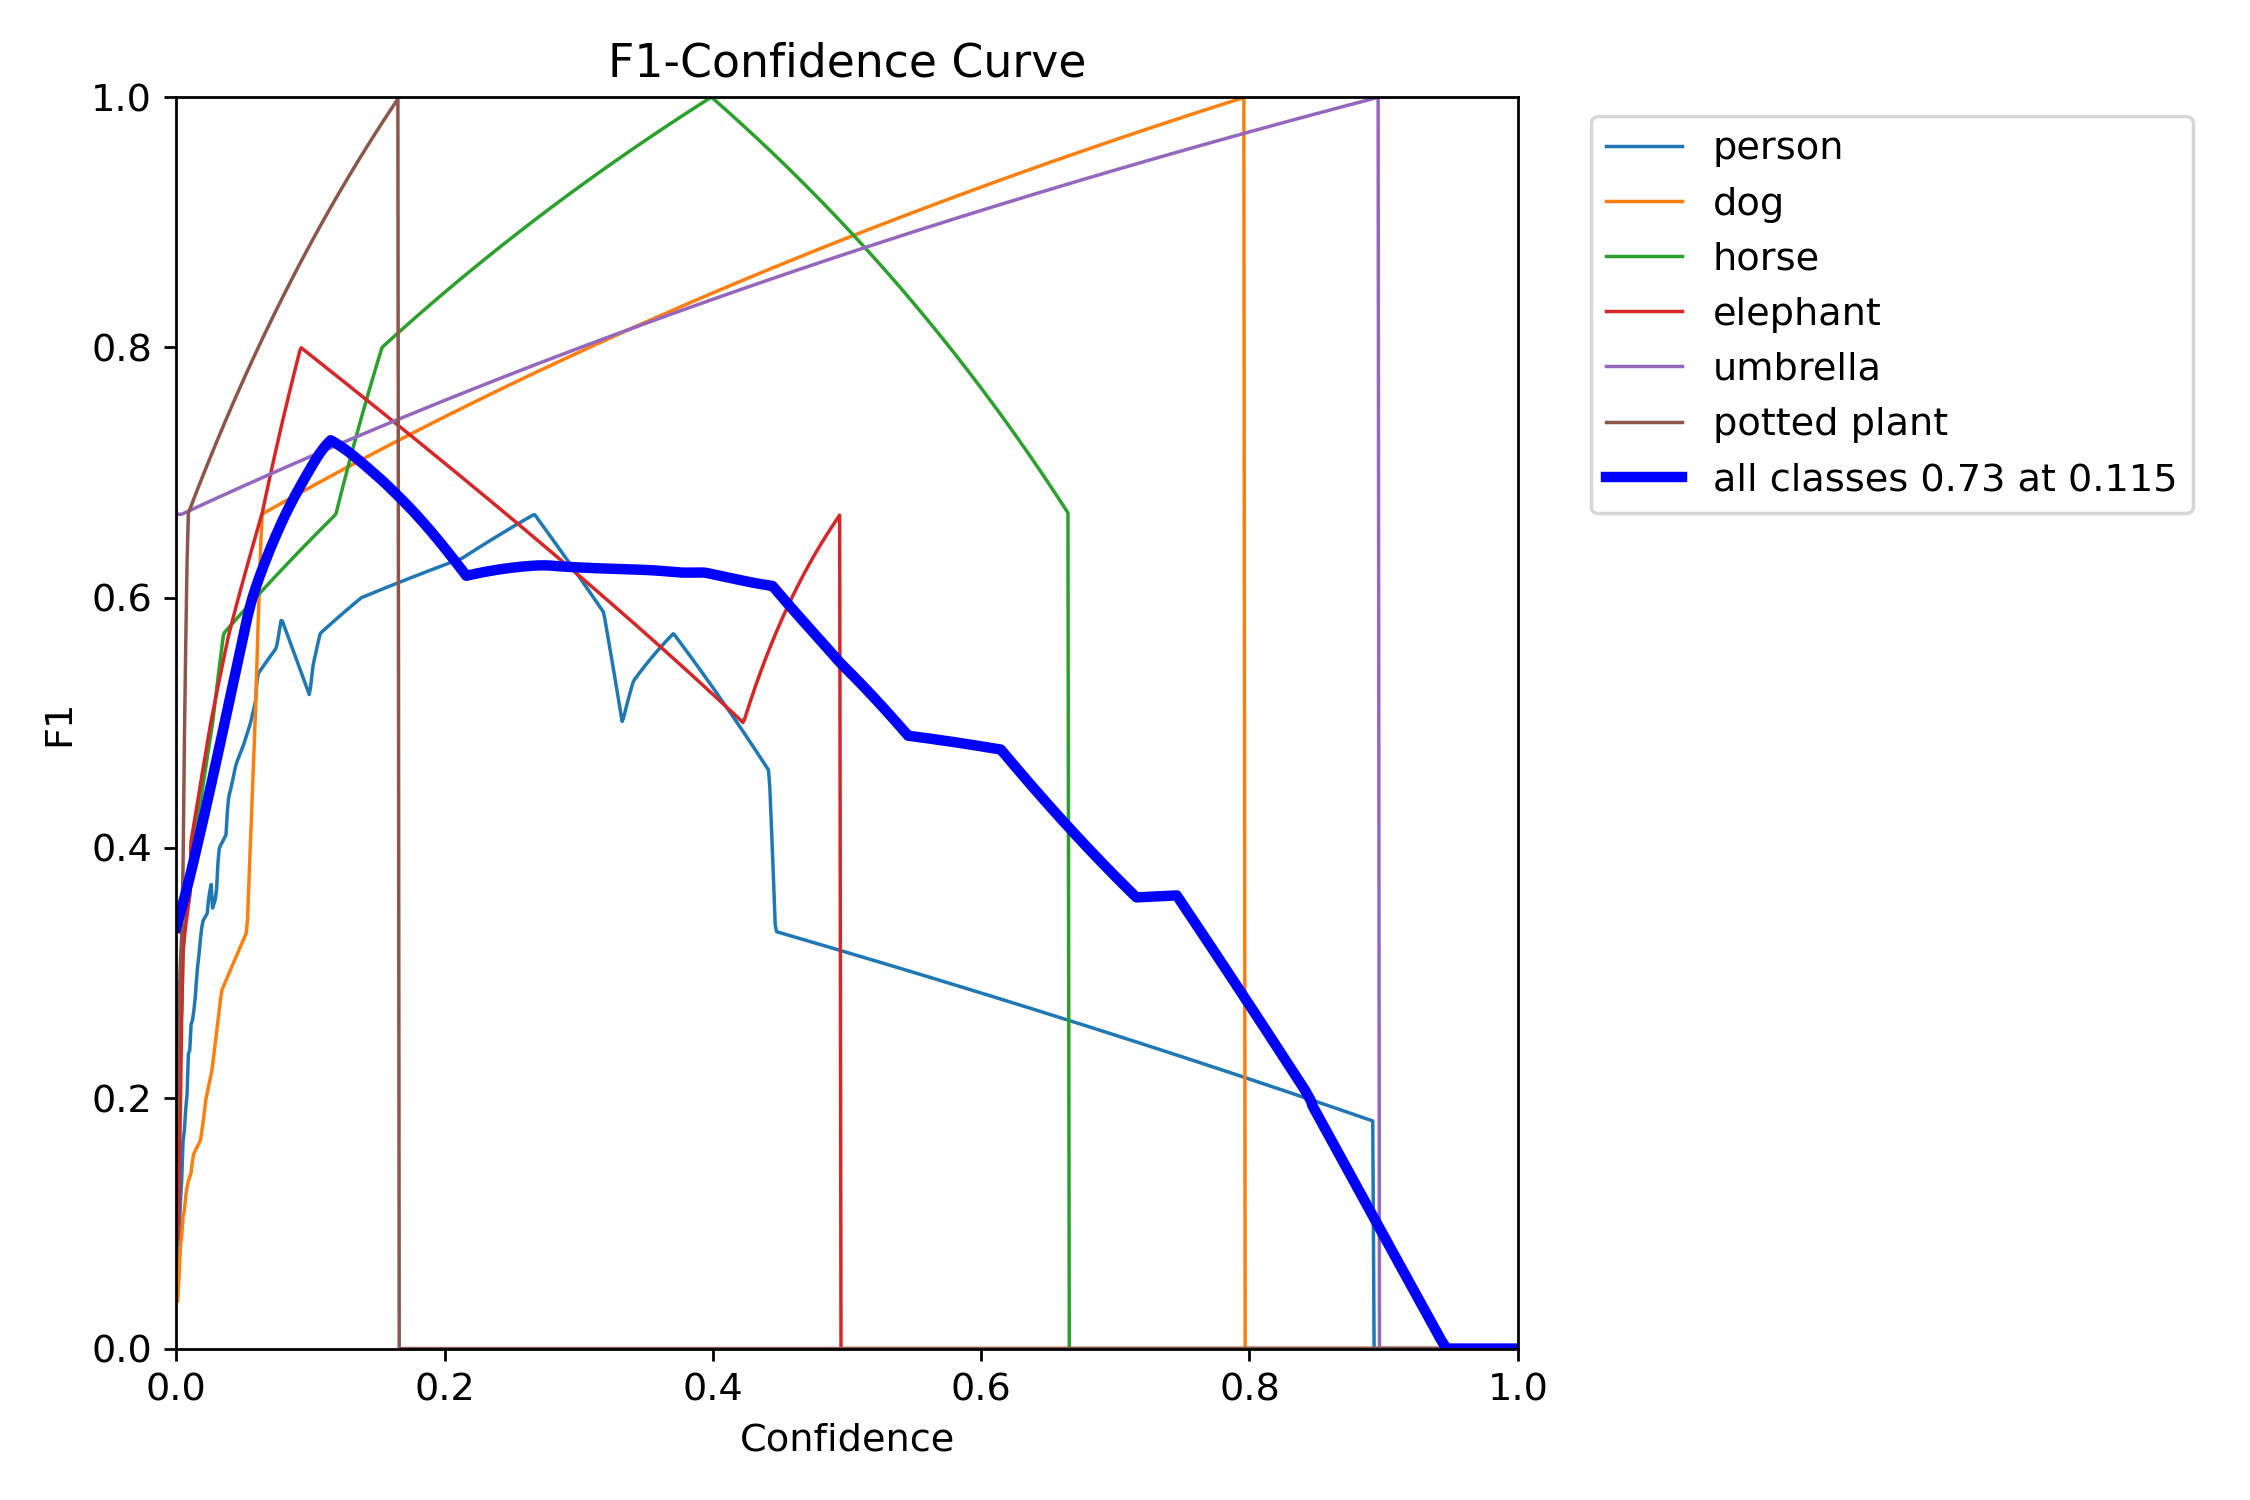 F1-Confidence Curve
1.0
0.8
0.6
0.4
0.2
0.0
F1
0.0 0.2 0.4 0.6 0.8 1.0
Confidence
person
dog
horse
elephant
umbrella
potted plant
all classes 0.73 at 0.115